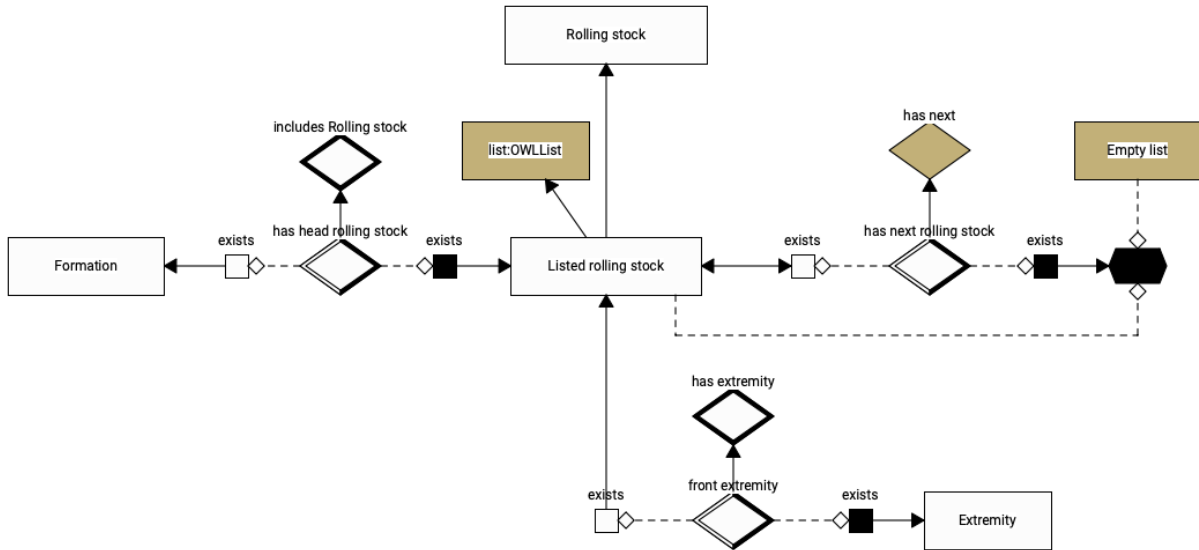 Rolling stock
includes Rolling stock
list:OWLList
has next
Empty list
exists
has head rolling stock
exists
exists
has next rolling stock
exists
Formation
Listed rolling stock
has extremity
exists
front extremity
exists
Extremity